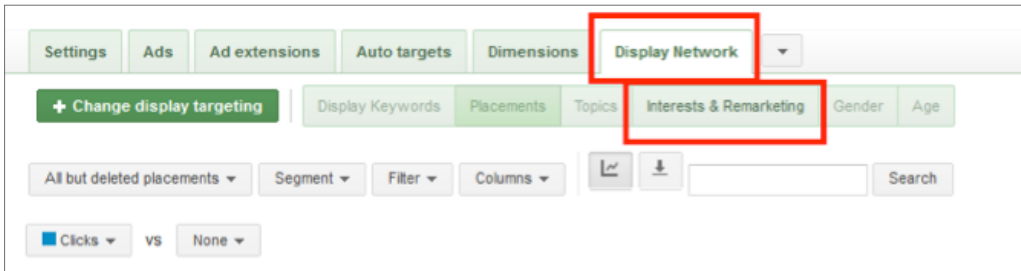 Settings Ads Ad extensions Auto targets Dimensions Display Network
+ Change display targeting Display Keywords Placements Topics Interests & Remarketing Gender Age
All but deleted placements Segment Filter Columns Search
Clicks VS None